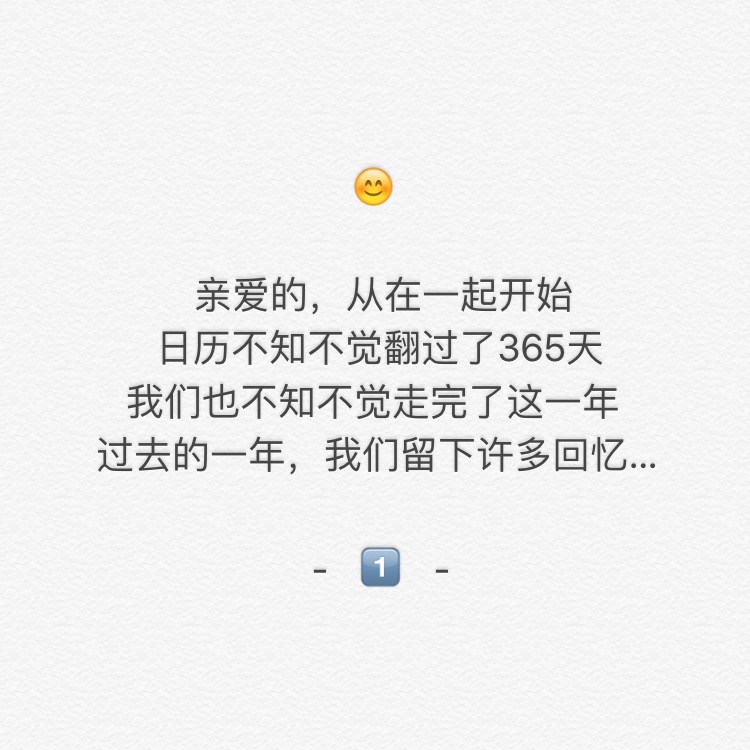 😊
亲爱的，从在一起开始
日历不知不觉翻过了365天
我们也不知不觉走完了这一年
过去的一年，我们留下许多回忆...
- 1️⃣ -